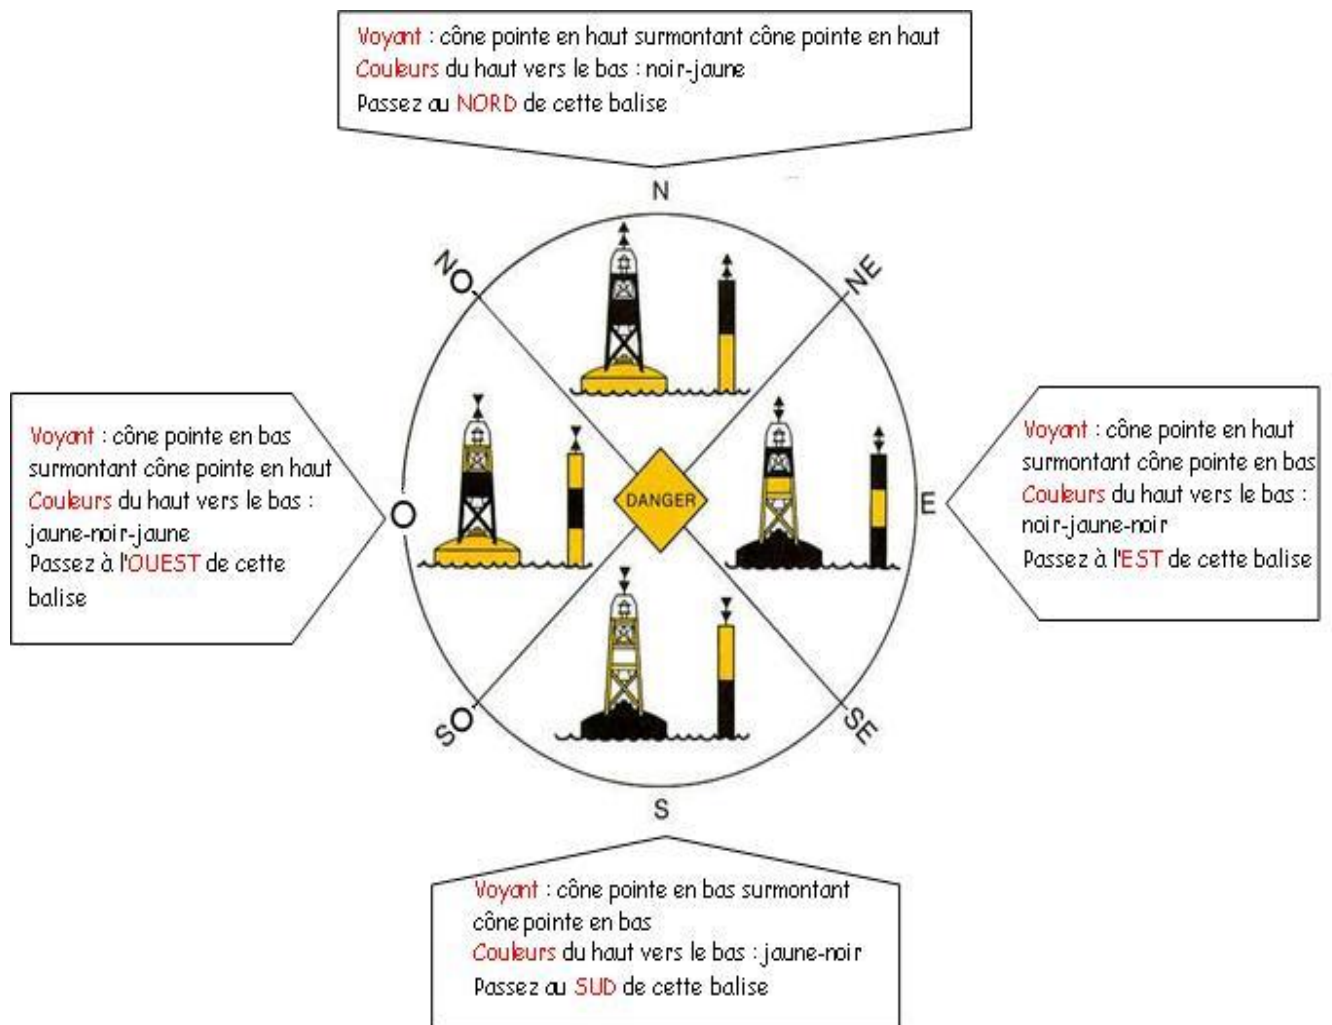 Voyant : cône pointe en haut surmontant cône pointe en haut
Couleurs du haut vers le bas : noir-jaune
Passez au NORD de cette balise
N
NO
NE
Voyant : cône pointe en bas
surmontant cône pointe en haut
Couleurs du haut vers le bas :
jaune-noir-jaune
Passez à l'OUEST de cette
balise
O
DANGER
E
Voyant : cône pointe en haut
surmontant cône pointe en bas
Couleurs du haut vers le bas :
noir-jaune-noir
Passez à l'EST de cette balise
SO
SE
S
Voyant : cône pointe en bas surmontant
cône pointe en bas
Couleurs du haut vers le bas : jaune-noir
Passez au SUD de cette balise